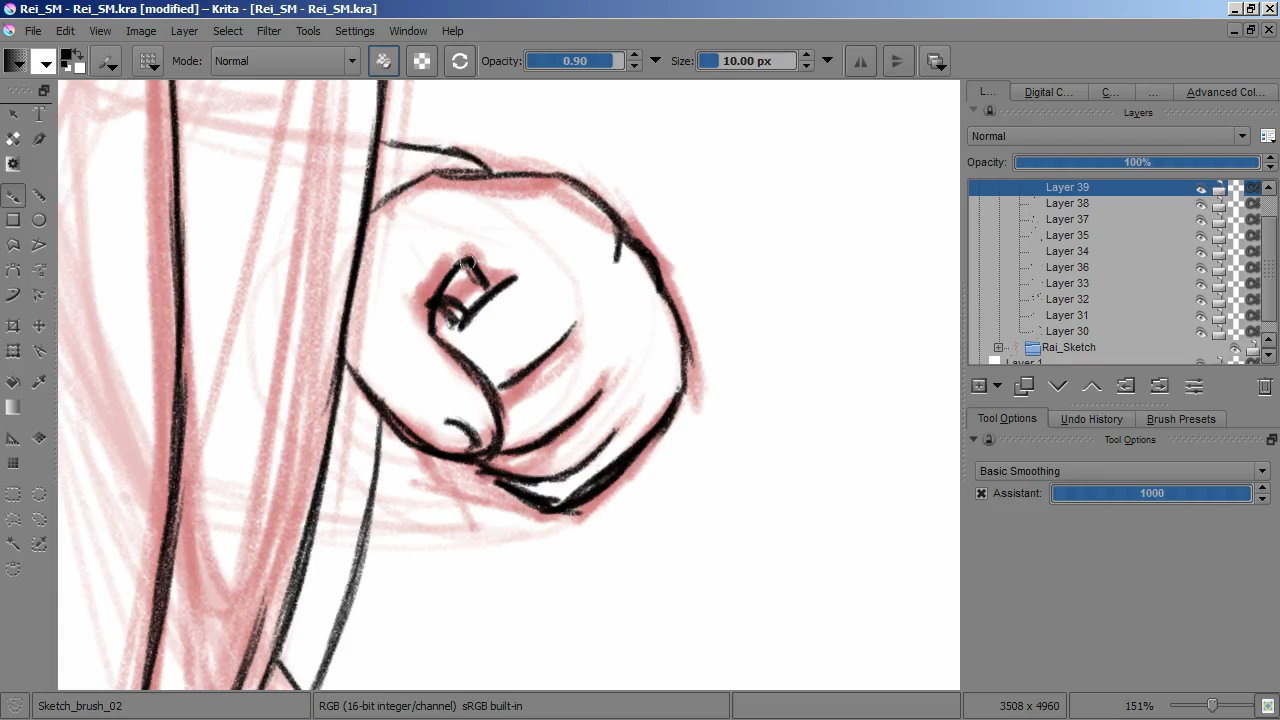 Rei_SM - Rei_SM.kra [modified] – Krita - [Rei_SM - Rei_SM.kra]
File Edit View Image Layer Select Filter Tools Settings Window Help
Mode: Normal Opacity: 0.90 Size: 10.00 px
L... Digital C... C... ... Advanced Col...
Layers
Normal
Opacity: 100%
Layer 39
Layer 38
Layer 37
Layer 35
Layer 34
Layer 36
Layer 33
Layer 32
Layer 31
Layer 30
Rai_Sketch
Layer 1
Tool Options Undo History Brush Presets
Tool Options
Basic Smoothing
Assistant: 1000
Sketch_brush_02 RGB (16-bit integer/channel) sRGB built-in 3508 x 4960 151%